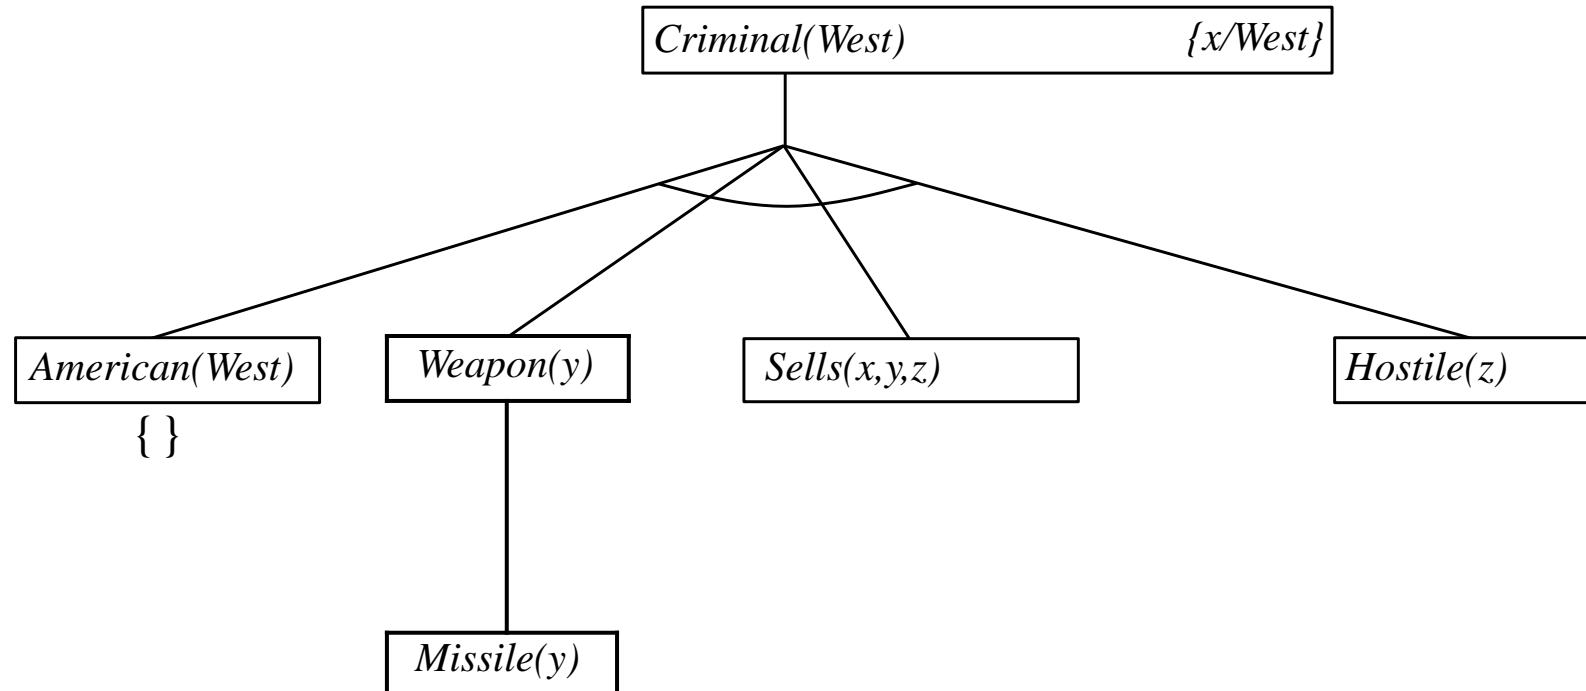 Criminal(West) {x/West}
American(West) Weapon(y) Sells(x,y,z) Hostile(z)
{ }
Missile(y)